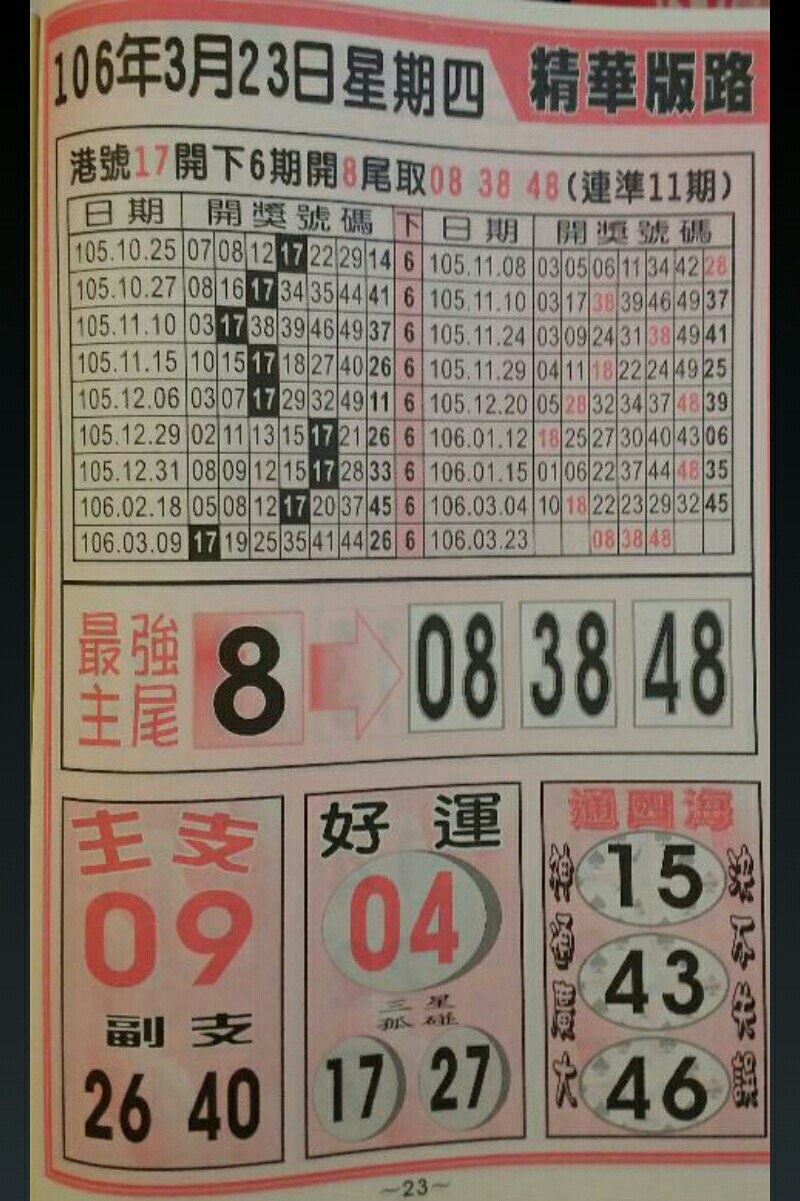 106年3月23日星期四 精華版路
港號17開下6期開8尾取08 38 48(連準11期)
日期 開獎號碼 下 日期 開獎號碼
105.10.25 07 08 12 17 22 29 14 6 105.11.08 03 05 06 11 34 42 28
105.10.27 08 16 17 34 35 44 41 6 105.11.10 03 17 38 39 46 49 37
105.11.10 03 17 38 39 46 49 37 6 105.11.24 03 09 24 31 38 49 41
105.11.15 10 15 17 18 27 40 26 6 105.11.29 04 11 18 22 24 49 25
105.12.06 03 07 17 29 32 49 11 6 105.12.20 05 28 32 34 37 48 39
105.12.29 02 11 13 15 17 21 26 6 106.01.12 18 25 27 30 40 43 06
105.12.31 08 09 12 15 17 28 33 6 106.01.15 01 06 22 37 44 48 35
106.02.18 05 08 12 17 20 37 45 6 106.03.04 10 18 22 23 29 32 45
106.03.09 17 19 25 35 41 44 26 6 106.03.23 08 38 48
最強
主尾
8 08 38 48
主支
09
副支
26 40
好運
04
三星
孤碰
17 27
通四海
神通廣大
15
43
46
決不失誤
~23~